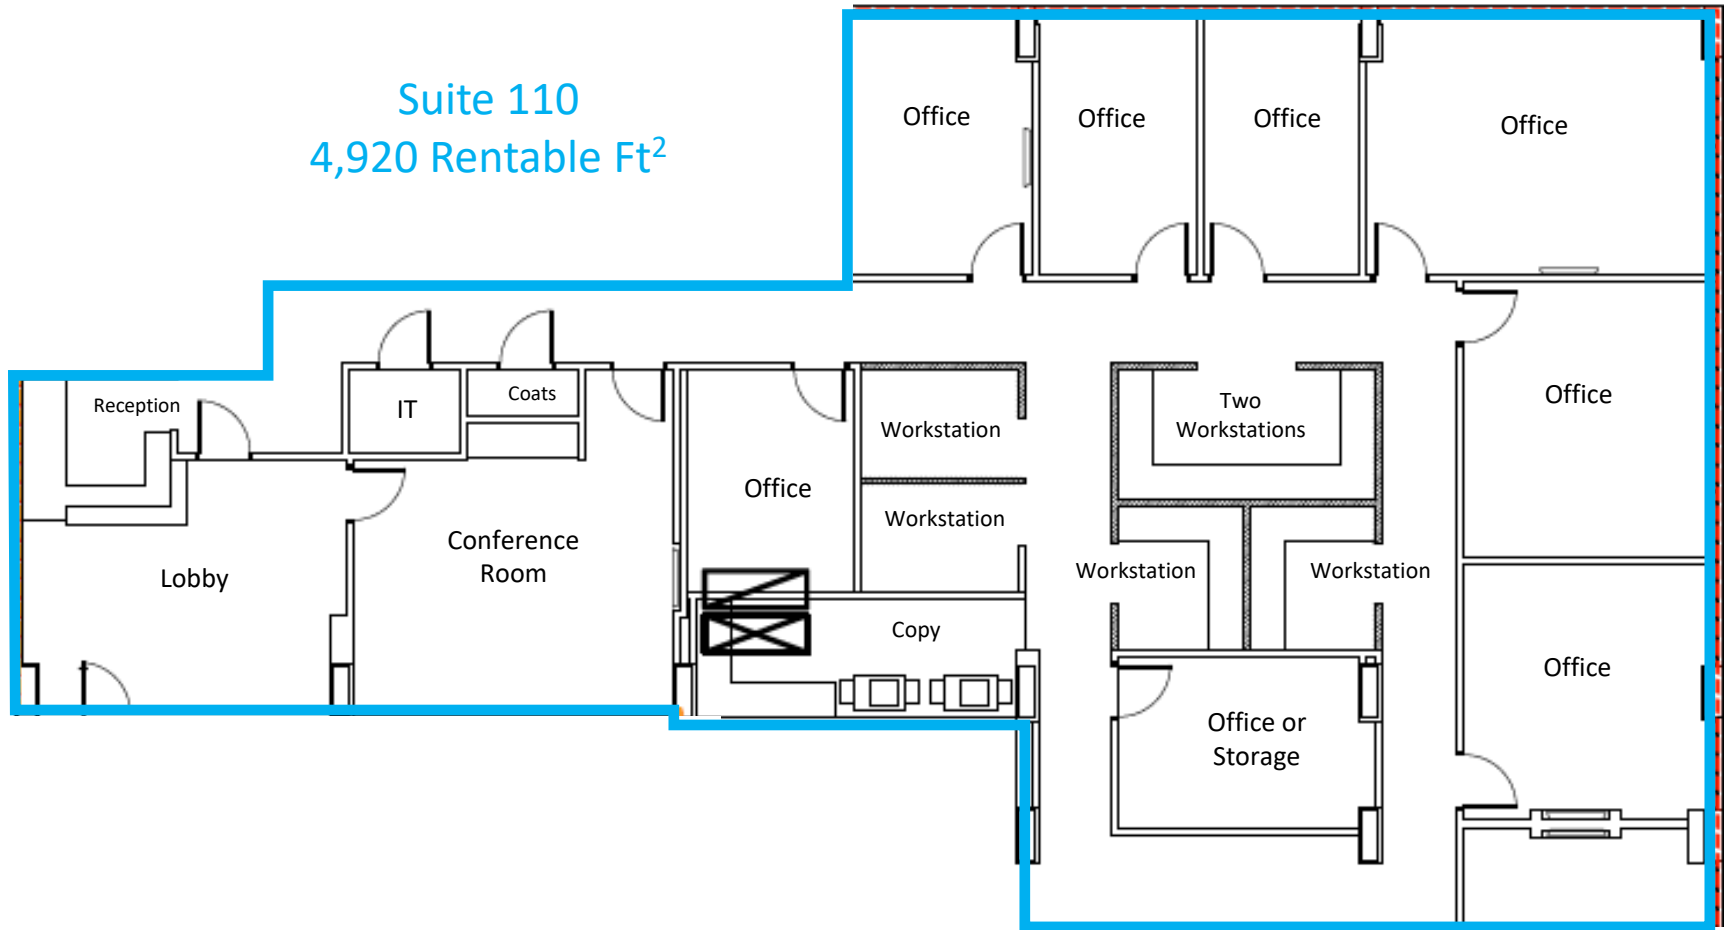 Suite 110
4,920 Rentable Ft²
Office
Office
Office
Office
Reception
IT
Coats
Office
Two
Workstations
Workstation
Office
Workstation
Conference
Room
Lobby
Workstation
Workstation
Copy
Office
Office or
Storage